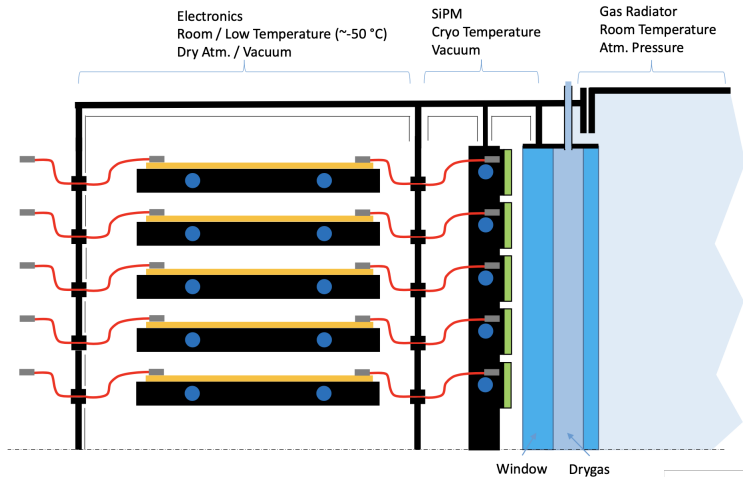 Electronics
Room / Low Temperature (~-50 °C)
Dry Atm. / Vacuum
SiPM
Cryo Temperature
Vacuum
Gas Radiator
Room Temperature
Atm. Pressure
Window
Drygas